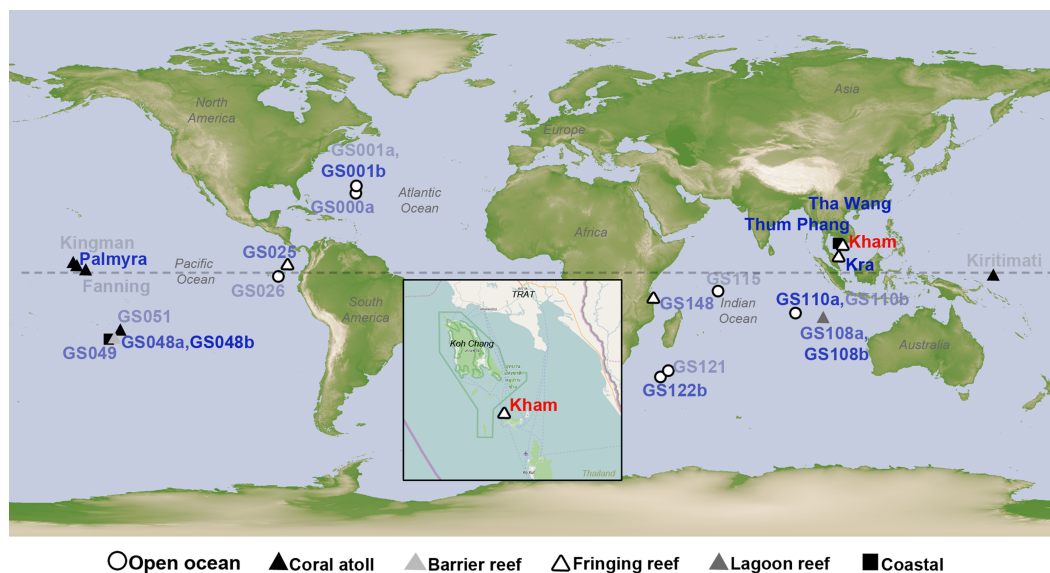 North
America
Asia
Europe
GS001a,
GS001b
GS000a
Atlantic
Ocean
Tha Wang
Thum Phang
Kham
Kra
Africa
Kingman
Palmyra
Fanning
Pacific
Ocean
GS025
GS026
South
America
GS115
Indian
Ocean
GS148
GS110a,GS110b
Kiritimati
GS051
GS049
GS048a,GS048b
GS108a,
GS108b
Australia
GS121
GS122b
TRAT
Koh Chang
Kham
Thailand
Open ocean
Coral atoll
Barrier reef
Fringing reef
Lagoon reef
Coastal